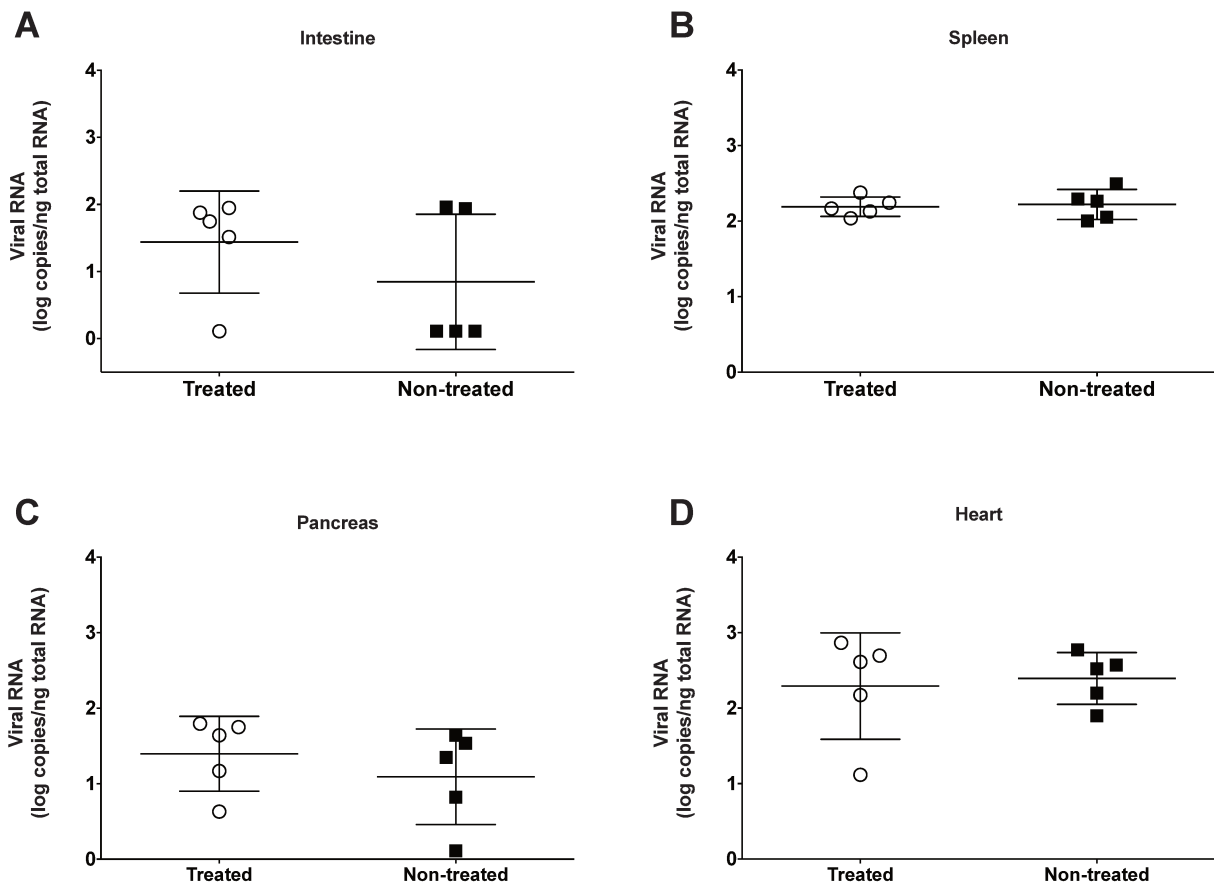 A
Intestine
Viral RNA
(log copies/ng total RNA)
4
3
2
1
0
Treated
Non-treated
B
Spleen
Viral RNA
(log copies/ng total RNA)
4
3
2
1
0
Treated
Non-treated
C
Pancreas
Viral RNA
(log copies/ng total RNA)
4
3
2
1
0
Treated
Non-treated
D
Heart
Viral RNA
(log copies/ng total RNA)
4
3
2
1
0
Treated
Non-treated